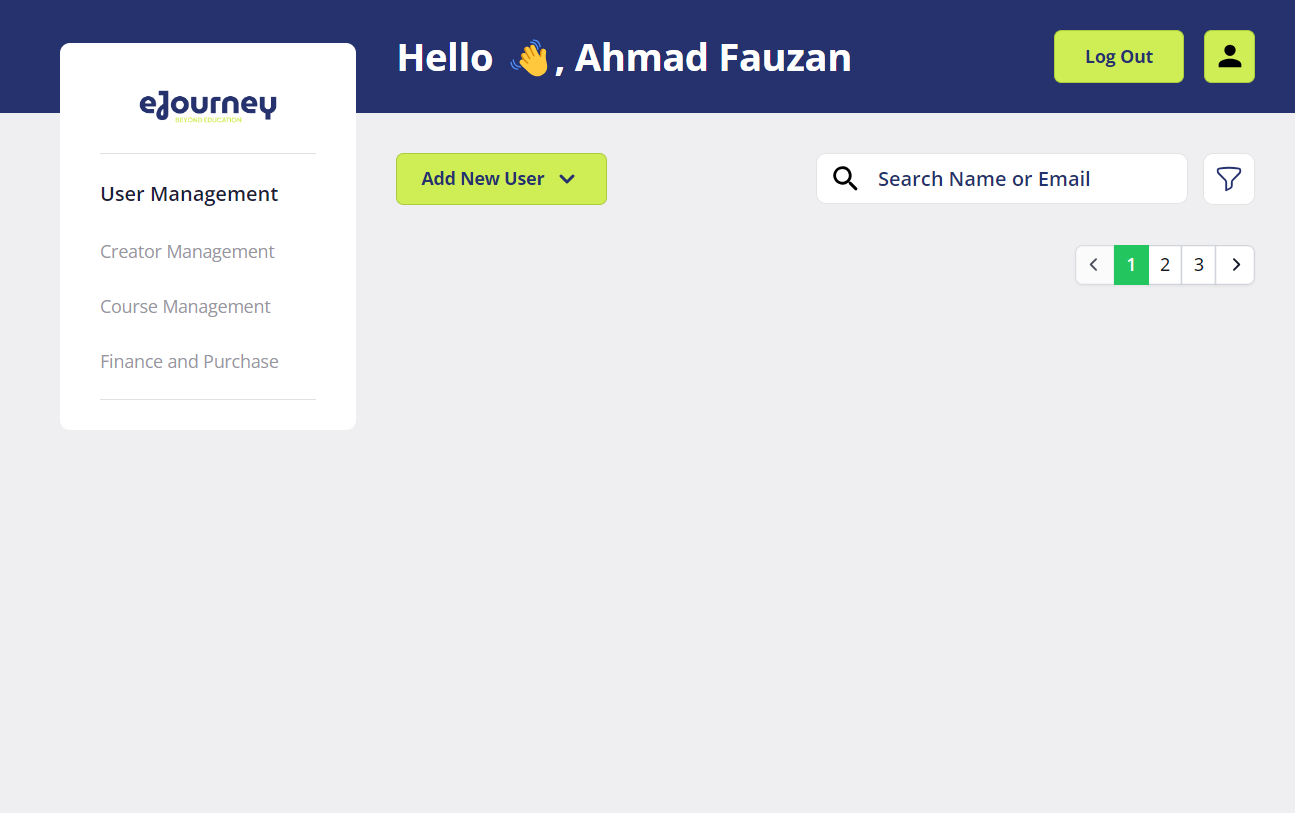 Hello 👋, Ahmad Fauzan
Log Out
eJourney
BEYOND EDUCATION
User Management
Creator Management
Course Management
Finance and Purchase
Add New User
Search Name or Email
1 2 3